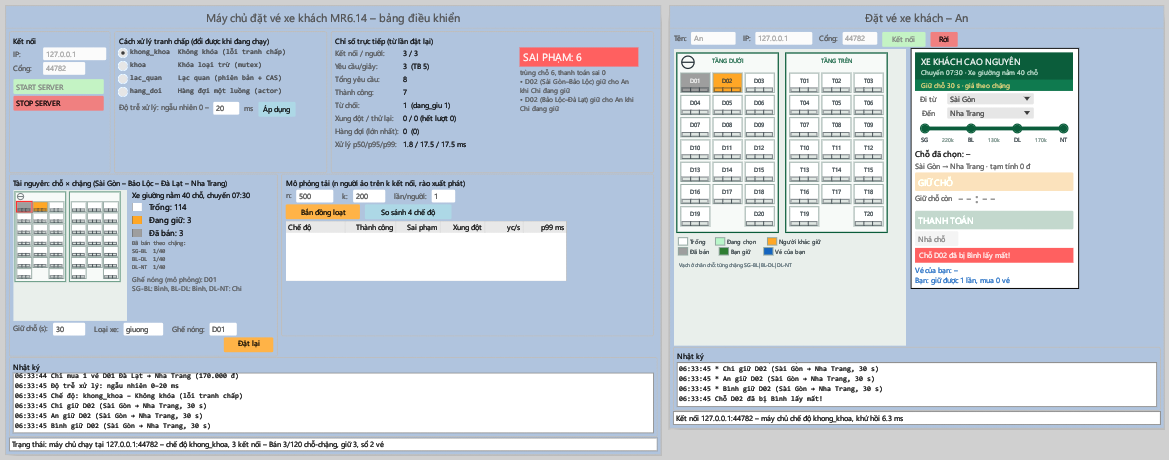 Máy chủ đặt vé xe khách MR6.14 – bảng điều khiển
Kết nối
IP: 127.0.0.1
Cổng: 44782
START SERVER
STOP SERVER
Cách xử lý tranh chấp (đổi được khi đang chạy)
khong_khoa Không khóa (lỗi tranh chấp)
khoa Khóa loại trừ (mutex)
lac_quan Lạc quan (phiên bản + CAS)
hang_doi Hàng đợi một luồng (actor)
Độ trễ xử lý: ngẫu nhiên 0 – 20 ms Áp dụng
Chỉ số trực tiếp (từ lần đặt lại)
Kết nối / người: 3 / 3
Yêu cầu/giây: 3 (TB 5)
Tổng yêu cầu: 8
Thành công: 7
Từ chối: 1 (dang_giu 1)
Xung đột / thử lại: 0 / 0 (hết lượt 0)
Hàng đợi (lớn nhất): 0 (0)
Xử lý p50/p95/p99: 1.8 / 17.5 / 17.5 ms
SAI PHẠM: 6
trùng chỗ 6, thanh toán sai 0
• D02 (Sài Gòn–Bảo Lộc) giữ cho An khi Chi đang giữ
• D02 (Bảo Lộc–Đà Lạt) giữ cho An khi Chi đang giữ
Tài nguyên: chỗ × chặng (Sài Gòn – Bảo Lộc – Đà Lạt – Nha Trang)
Xe giường nằm 40 chỗ, chuyến 07:30
Trống: 114
Đang giữ: 3
Đã bán: 3
Đã bán theo chặng:
SG-BL 1/40
BL-DL 1/40
DL-NT 1/40
Ghế nóng (mô phỏng): D01
SG-BL: Bình, BL-DL: Bình, DL-NT: Chi
Giữ chỗ (s): 30 Loại xe: giuong Ghế nóng: D01
Đặt lại
Mô phỏng tải (n người ảo trên k kết nối, rào xuất phát)
n: 500 k: 200 lần/người: 1
Bắn đồng loạt So sánh 4 chế độ
Chế độ Thành công Sai phạm Xung đột yc/s p99 ms
Nhật ký
06:33:44 Chi mua 1 vé D01 Đà Lạt → Nha Trang (170.000 đ)
06:33:45 Độ trễ xử lý: ngẫu nhiên 0–20 ms
06:33:45 Chế độ: khong_khoa – Không khóa (lỗi tranh chấp)
06:33:45 Chi giữ D02 (Sài Gòn → Nha Trang, 30 s)
06:33:45 An giữ D02 (Sài Gòn → Nha Trang, 30 s)
06:33:45 Bình giữ D02 (Sài Gòn → Nha Trang, 30 s)
Trạng thái: máy chủ chạy tại 127.0.0.1:44782 – chế độ khong_khoa, 3 kết nối – Bán 3/120 chỗ-chặng, giữ 3, số 2 vé
Đặt vé xe khách – An
Tên: An IP: 127.0.0.1 Cổng: 44782 Kết nối Rời
TẦNG DƯỚI
D01 D02 D03
D04 D05 D06
D07 D08 D09
D10 D11 D12
D13 D14 D15
D16 D17 D18
D19 D20
TẦNG TRÊN
T01 T02 T03
T04 T05 T06
T07 T08 T09
T10 T11 T12
T13 T14 T15
T16 T17 T18
T19 T20
Trống Đang chọn Người khác giữ
Đã bán Bạn giữ Vé của bạn
Vạch ở chân chỗ: từng chặng SG-BL|BL-DL|DL-NT
XE KHÁCH CAO NGUYÊN
Chuyến 07:30 · Xe giường nằm 40 chỗ
Giữ chỗ 30 s · giá theo chặng
Đi từ Sài Gòn
Đến Nha Trang
SG 220k BL 130k DL 170k NT
Chỗ đã chọn: –
Sài Gòn → Nha Trang · tạm tính 0 đ
GIỮ CHỖ
Giữ chỗ còn – – : – –
THANH TOÁN
Nhả chỗ
Chỗ D02 đã bị Bình lấy mất!
Vé của bạn: –
Bạn: giữ được 1 lần, mua 0 vé
Nhật ký
06:33:45 * Chi giữ D02 (Sài Gòn → Nha Trang, 30 s)
06:33:45 * An giữ D02 (Sài Gòn → Nha Trang, 30 s)
06:33:45 * Bình giữ D02 (Sài Gòn → Nha Trang, 30 s)
06:33:45 Chỗ D02 đã bị Bình lấy mất!
Kết nối 127.0.0.1:44782 – máy chủ chế độ khong_khoa, khứ hồi 6.3 ms